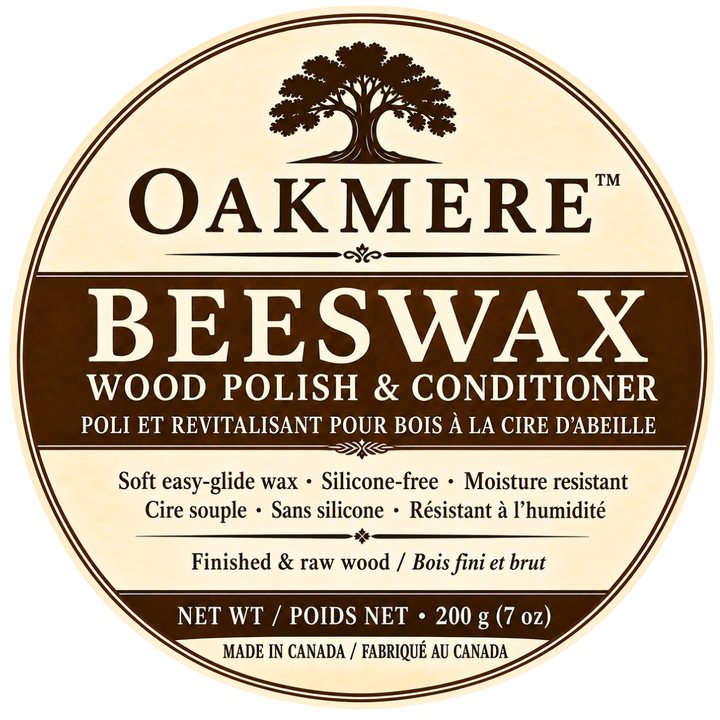 OAKMERE™
BEESWAX
WOOD POLISH & CONDITIONER
POLI ET REVITALISANT POUR BOIS À LA CIRE D’ABEILLE
Soft easy-glide wax • Silicone-free • Moisture resistant
Cire souple • Sans silicone • Résistant à l’humidité
Finished & raw wood / Bois fini et brut
NET WT / POIDS NET • 200 g (7 oz)
MADE IN CANADA / FABRIQUÉ AU CANADA